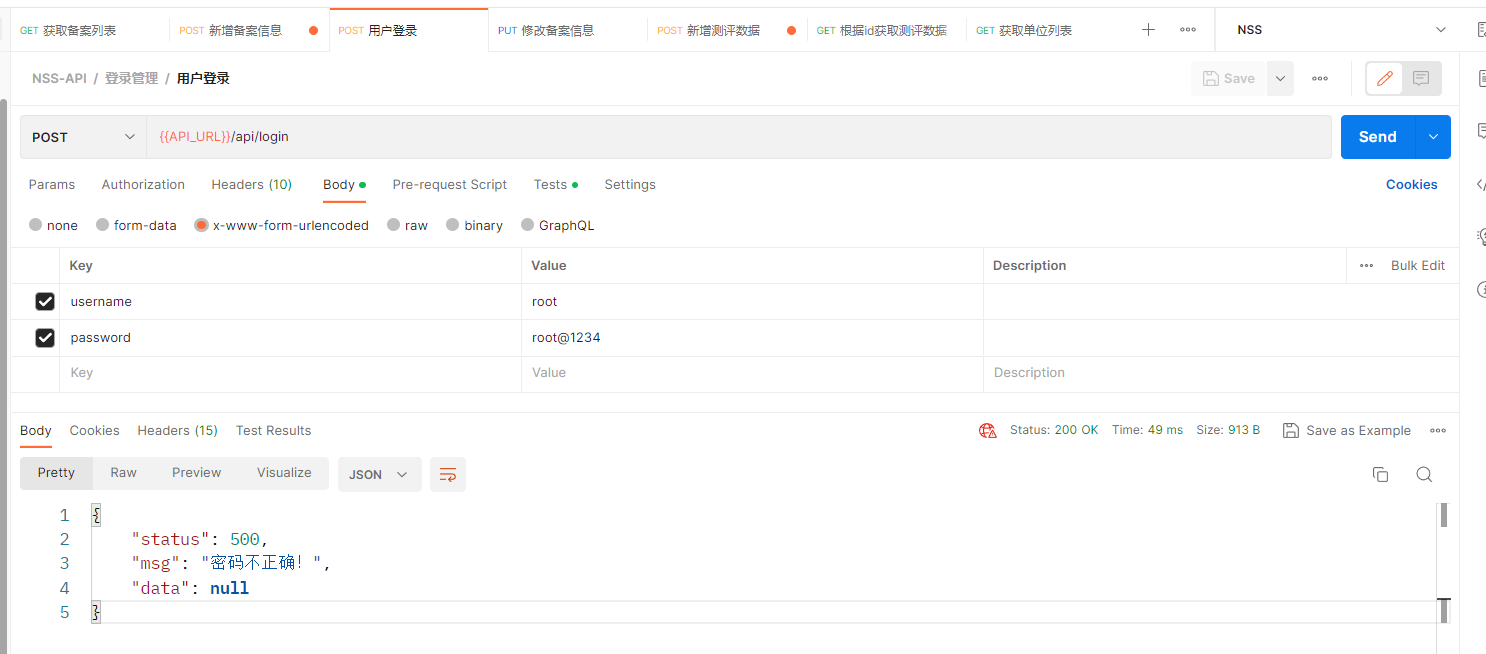 GET 获取备案列表 POST 新增备案信息 POST 用户登录 PUT 修改备案信息 POST 新增测评数据 GET 根据id获取测评数据 GET 获取单位列表 NSS
NSS-API / 登录管理 / 用户登录 Save
POST {{API_URL}}/api/login Send
Params Authorization Headers (10) Body Pre-request Script Tests Settings Cookies
none form-data x-www-form-urlencoded raw binary GraphQL
Key Value Description Bulk Edit
username root
password root@1234
Key Value Description
Body Cookies Headers (15) Test Results Status: 200 OK Time: 49 ms Size: 913 B Save as Example
Pretty Raw Preview Visualize JSON
1 {
2 "status": 500,
3 "msg": "密码不正确！",
4 "data": null
5 }